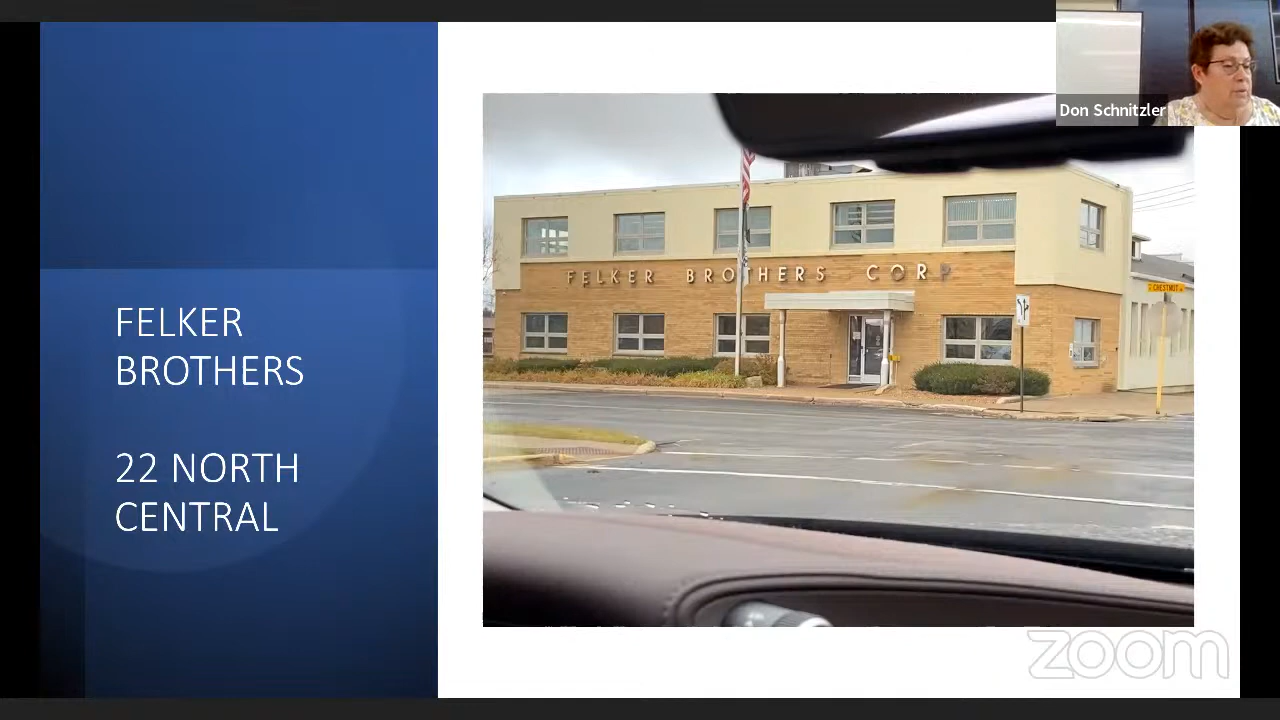 FELKER
BROTHERS
22 NORTH
CENTRAL
FELKER BROTHERS CORP
CHESTNUT
Don Schnitzler
zoom